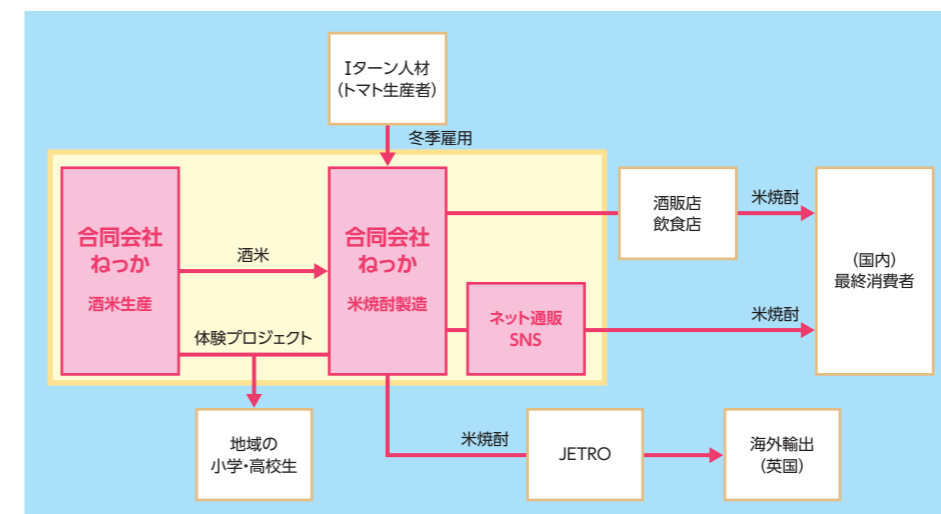 Iターン人材
(トマト生産者)
冬季雇用
合同会社
ねっか
酒米生産
酒米
体験プロジェクト
合同会社
ねっか
米焼酎製造
ネット通販
SNS
酒販店
飲食店
米焼酎
米焼酎
(国内)
最終消費者
地域の
小学・高校生
米焼酎
JETRO
海外輸出
(英国)